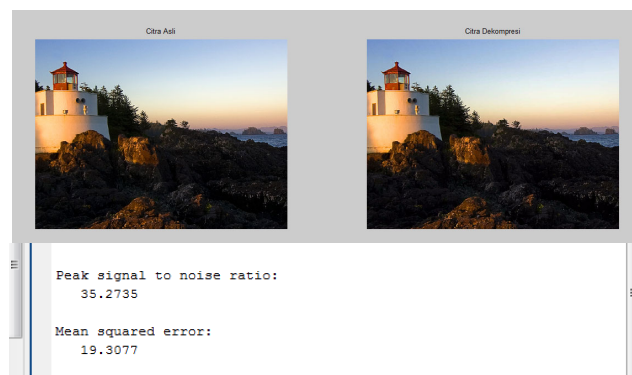 Citra Asli
Citra Dekompresi
Peak signal to noise ratio:
35.2735
Mean squared error:
19.3077